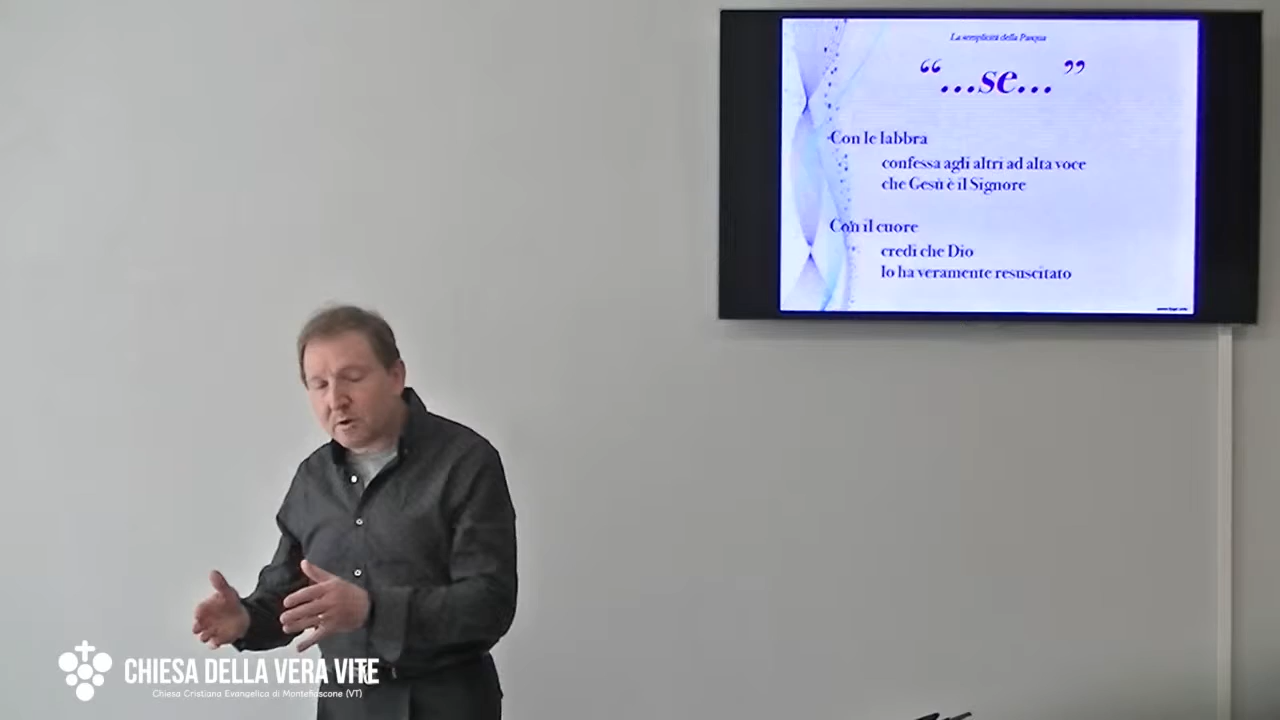 La semplicità della Pasqua
“...se...”
Con le labbra
confessa agli altri ad alta voce
che Gesù è il Signore
Con il cuore
credi che Dio
lo ha veramente resuscitato
CHIESA DELLA VERA VITE
Chiesa Cristiana Evangelica di Montefiascone (VT)